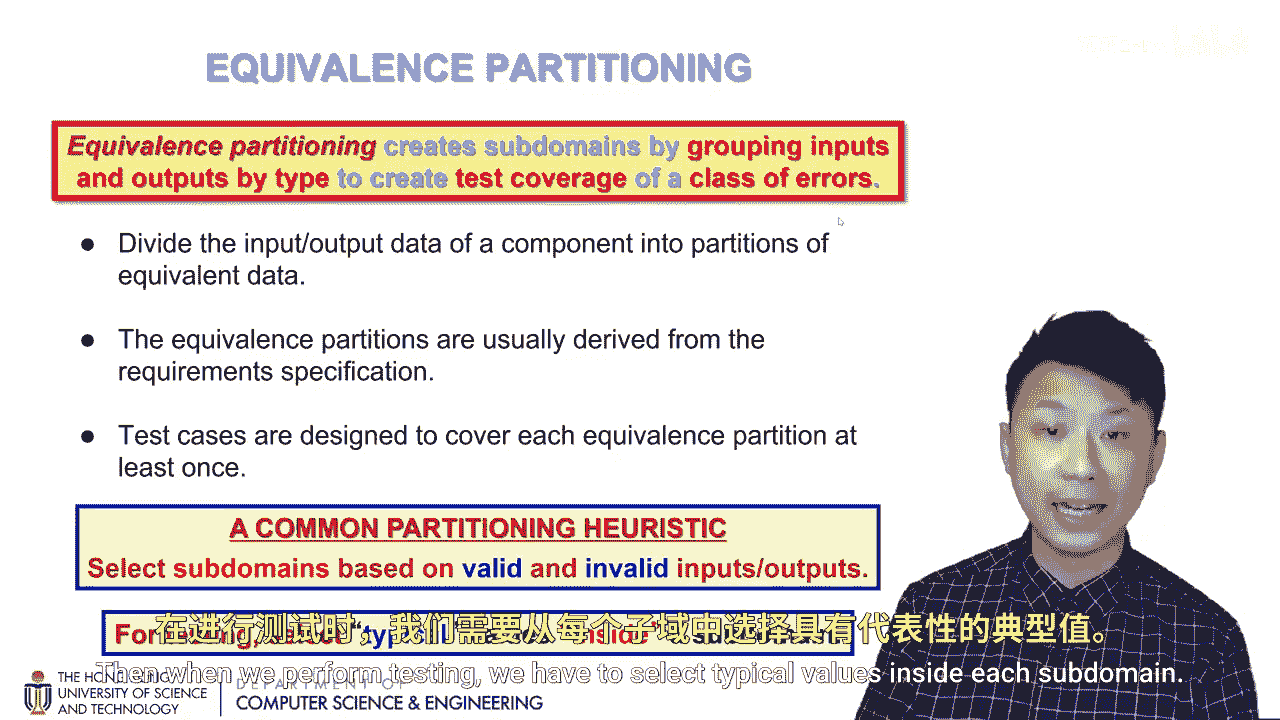 EQUIVALENCE PARTITIONING
Equivalence partitioning creates subdomains by grouping inputs
and outputs by type to create test coverage of a class of errors.
● Divide the input/output data of a component into partitions of
equivalent data.
● The equivalence partitions are usually derived from the
requirements specification.
● Test cases are designed to cover each equivalence partition at
least once.
A COMMON PARTITIONING HEURISTIC
Select subdomains based on valid and invalid inputs/outputs.
For
在进行测试时，我们需要从每个子域中选择具有代表性的典型值。
Then when we perform testing, we have to select typical values inside each subdomain.
THE HONG KONG
UNIVERSITY OF SCIENCE
AND TECHNOLOGY
DEPARTMENT OF
COMPUTER SCIENCE & ENGINEERING